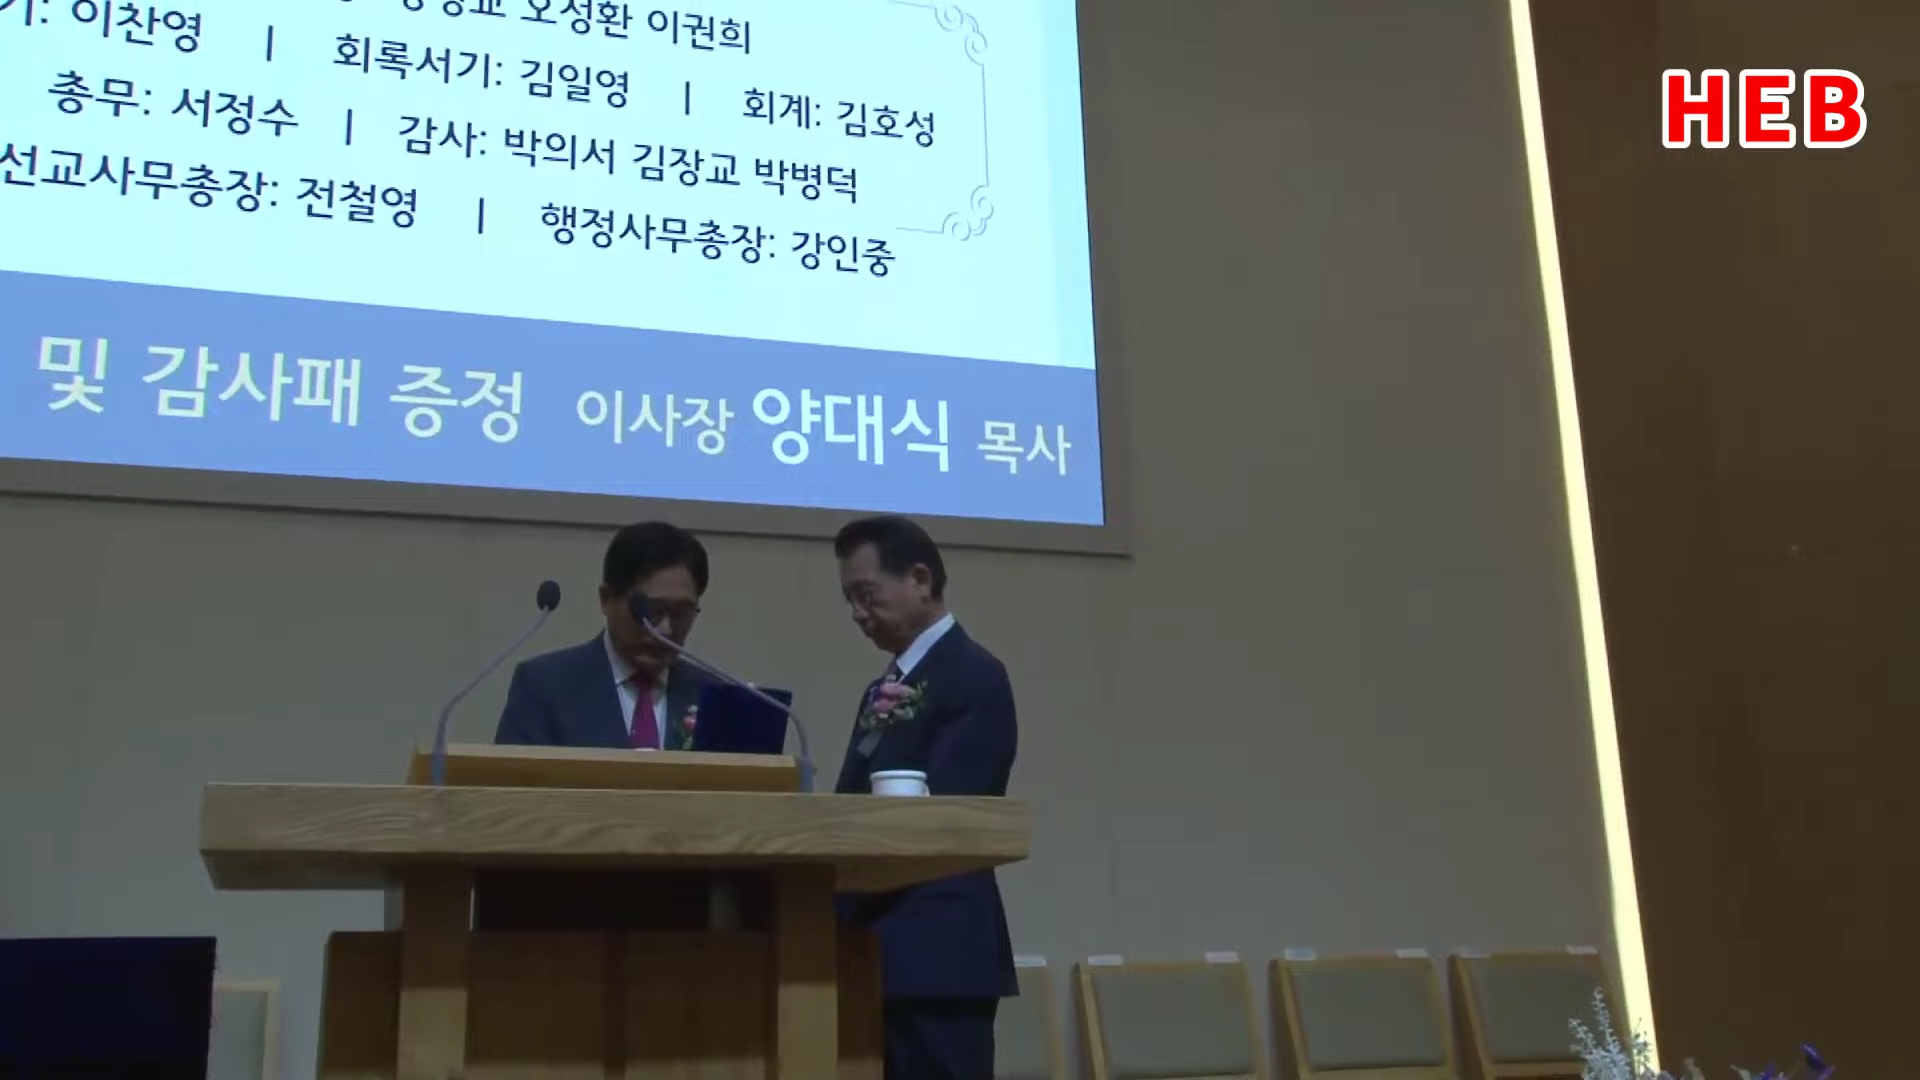 오성환 이권희
이찬영 | 회록서기: 김일영 | 회계: 김호성
총무: 서정수 | 감사: 박의서 김장교 박병덕
선교사무총장: 전철영 | 행정사무총장: 강인중
및 감사패 증정 이사장 양대식 목사
HEB